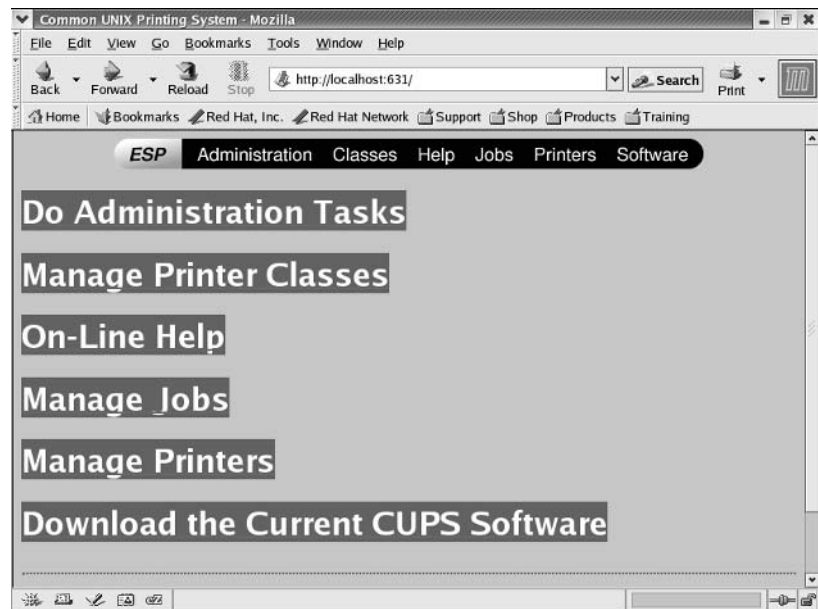 Common UNIX Printing System - Mozilla
File Edit View Go Bookmarks Tools Window Help
Back Forward Reload Stop http://localhost:631/ Search Print
Home Bookmarks Red Hat, Inc. Red Hat Network Support Shop Products Training
ESP Administration Classes Help Jobs Printers Software
Do Administration Tasks
Manage Printer Classes
On-Line Help
Manage Jobs
Manage Printers
Download the Current CUPS Software